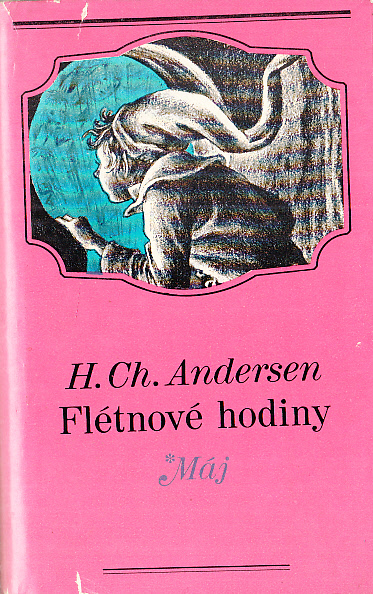 H. Ch. Andersen
Flétnové hodiny
*Máj